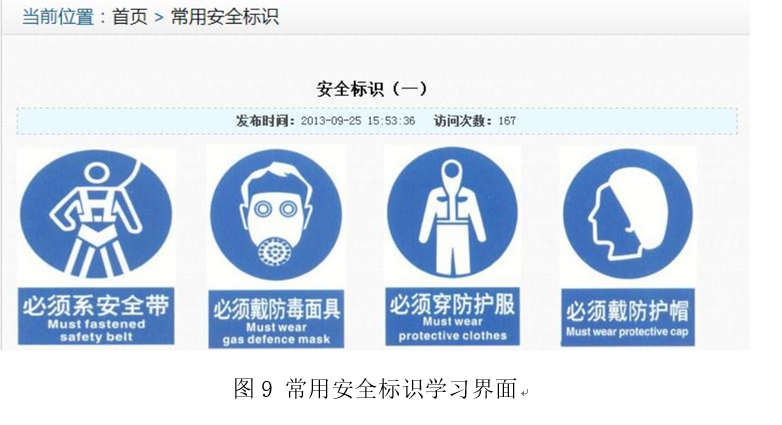 当前位置：首页 > 常用安全标识
安全标识（一）
发布时间：2013-09-25 15:53:36 访问次数：167
必须系安全带
Must fastened
safety belt
必须戴防毒面具
Must wear
gas defence mask
必须穿防护服
Must wear
protective clothes
必须戴防护帽
Must wear protective cap
图9 常用安全标识学习界面